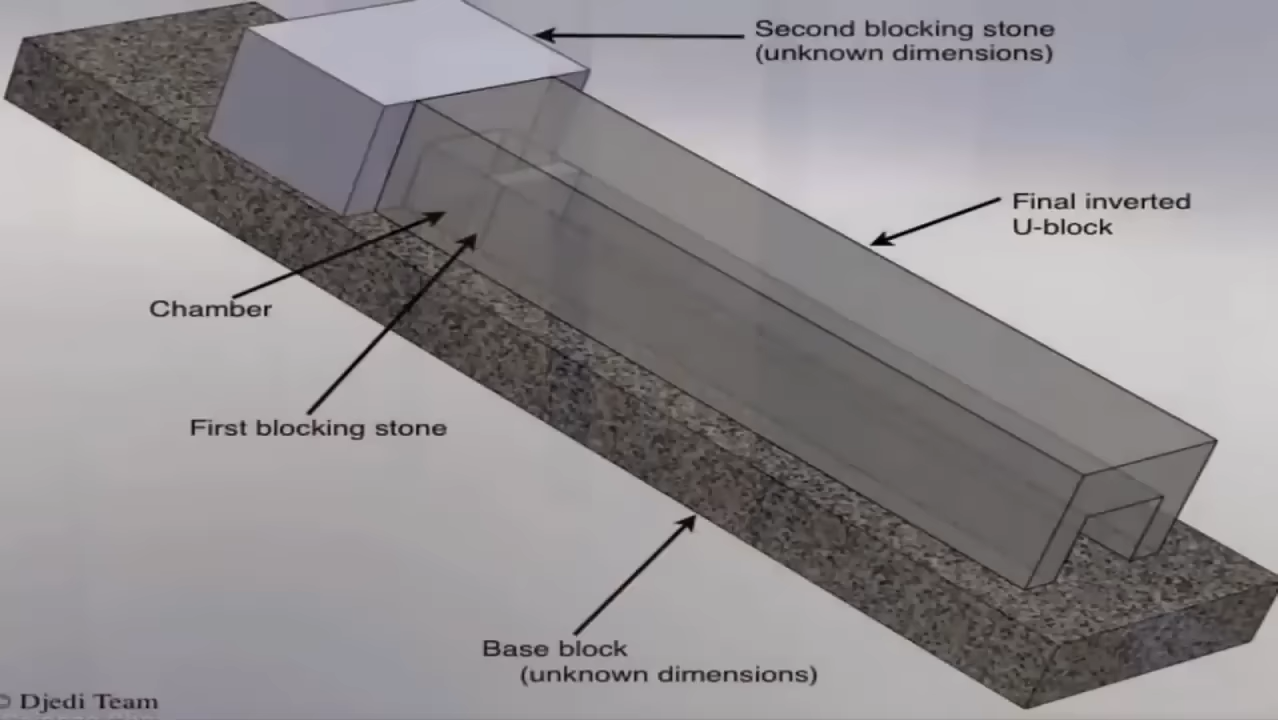 Second blocking stone
(unknown dimensions)
Final inverted
U-block
Chamber
First blocking stone
Base block
(unknown dimensions)
© Djedi Team